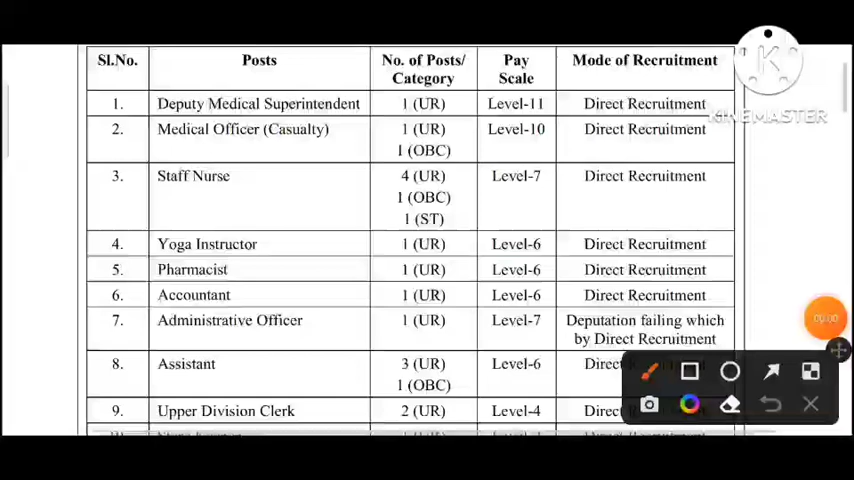 Sl.No. Posts No. of Posts/ Category Pay Scale Mode of Recruitment
1. Deputy Medical Superintendent 1 (UR) Level-11 Direct Recruitment
2. Medical Officer (Casualty) 1 (UR) Level-10 Direct Recruitment
1 (OBC)
3. Staff Nurse 4 (UR) Level-7 Direct Recruitment
1 (OBC)
1 (ST)
4. Yoga Instructor 1 (UR) Level-6 Direct Recruitment
5. Pharmacist 1 (UR) Level-6 Direct Recruitment
6. Accountant 1 (UR) Level-6 Direct Recruitment
7. Administrative Officer 1 (UR) Level-7 Deputation failing which
by Direct Recruitment
8. Assistant 3 (UR) Level-6
1 (OBC)
9. Upper Division Clerk 2 (UR) Level-4
K
KINEMASTER